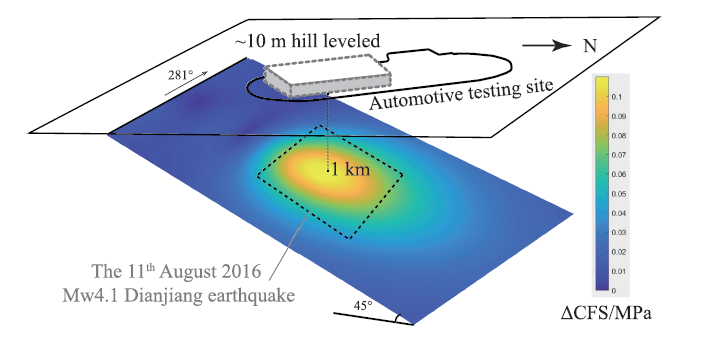 ~10 m hill leveled
N
281°
Automotive testing site
1 km
The 11th August 2016
Mw4.1 Dianjiang earthquake
45°
0.1
0.09
0.08
0.07
0.06
0.05
0.04
0.03
0.02
0.01
0
ΔCFS/MPa